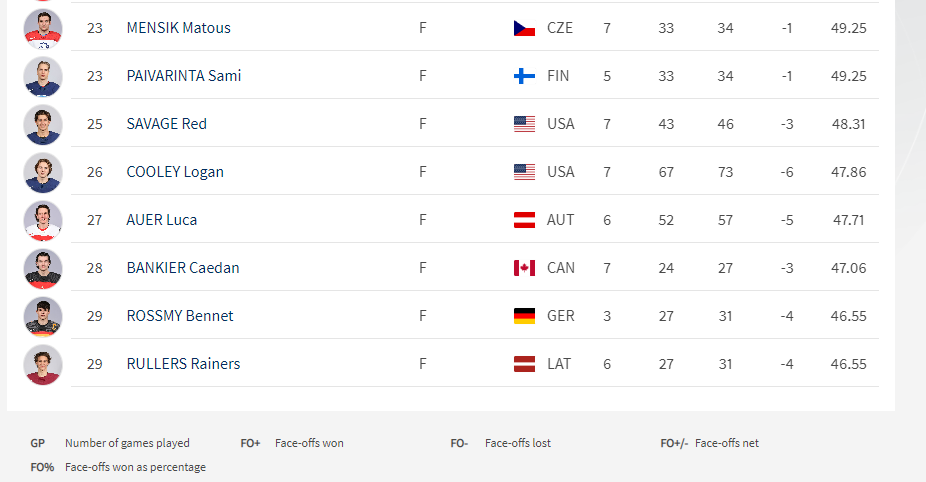 23 MENSIK Matous F CZE 7 33 34 -1 49.25
23 PAIVARINTA Sami F FIN 5 33 34 -1 49.25
25 SAVAGE Red F USA 7 43 46 -3 48.31
26 COOLEY Logan F USA 7 67 73 -6 47.86
27 AUER Luca F AUT 6 52 57 -5 47.71
28 BANKIER Caedan F CAN 7 24 27 -3 47.06
29 ROSSMY Bennet F GER 3 27 31 -4 46.55
29 RULLERS Rainers F LAT 6 27 31 -4 46.55
GP Number of games played FO+ Face-offs won FO- Face-offs lost FO+/- Face-offs net
FO% Face-offs won as percentage